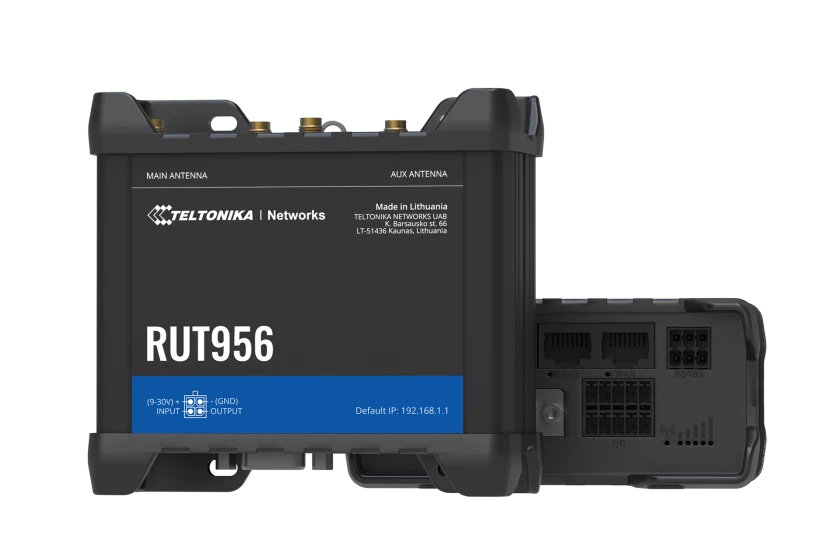 MAIN ANTENNA
AUX ANTENNA
TELTONIKA | Networks
Made in Lithuania
TELTONIKA NETWORKS UAB
K. Barsausko st. 66
LT-51436 Kaunas, Lithuania
RUT956
(9-30V) + - (GND)
INPUT OUTPUT
Default IP: 192.168.1.1
WAN
RS485
I/O